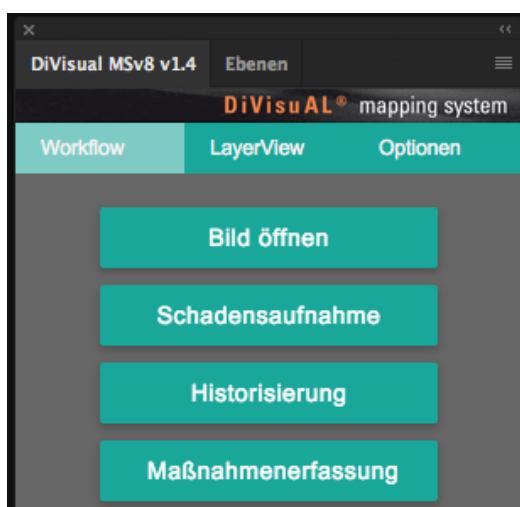 DiVisual MSv8 v1.4 Ebenen
DiVisuAL® mapping system
Workflow LayerView Optionen
Bild öffnen
Schadensaufnahme
Historisierung
Maßnahmenerfassung